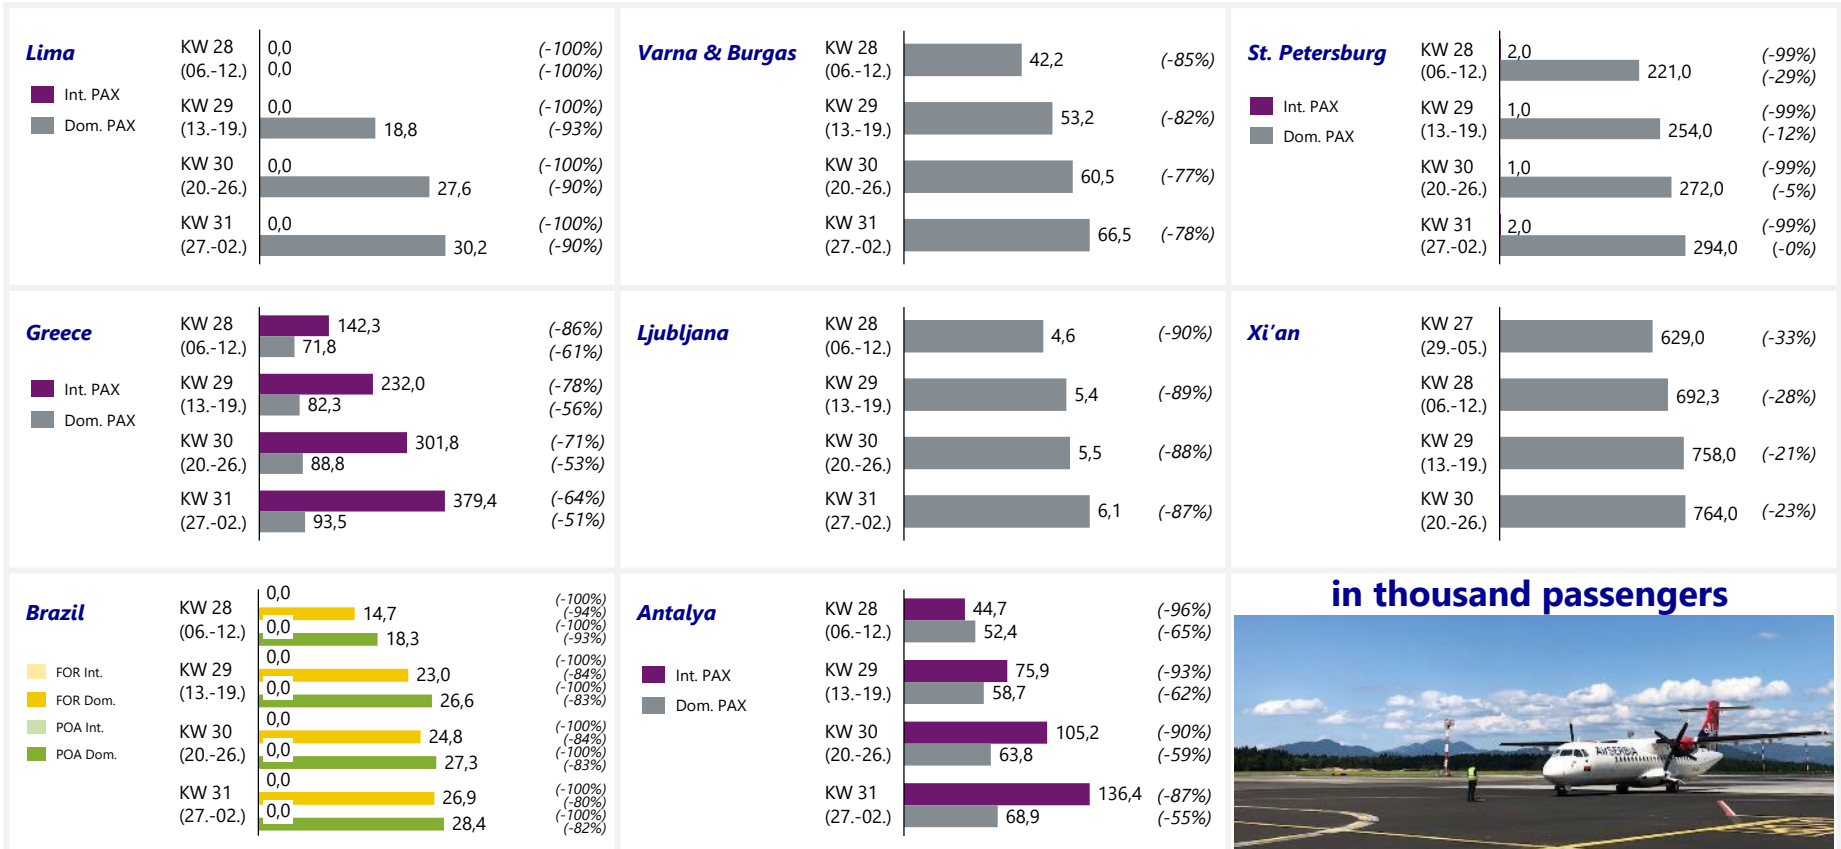 Lima
Int. PAX
Dom. PAX
KW 28 0,0 (-100%)
(06.-12.) 0,0 (-100%)
KW 29 0,0 (-100%)
(13.-19.) 18,8 (-93%)
KW 30 0,0 (-100%)
(20.-26.) 27,6 (-90%)
KW 31 0,0 (-100%)
(27.-02.) 30,2 (-90%)
Varna & Burgas
KW 28
(06.-12.) 42,2 (-85%)
KW 29
(13.-19.) 53,2 (-82%)
KW 30
(20.-26.) 60,5 (-77%)
KW 31
(27.-02.) 66,5 (-78%)
St. Petersburg
Int. PAX
Dom. PAX
KW 28 2,0 (-99%)
(06.-12.) 221,0 (-29%)
KW 29 1,0 (-99%)
(13.-19.) 254,0 (-12%)
KW 30 1,0 (-99%)
(20.-26.) 272,0 (-5%)
KW 31 2,0 (-99%)
(27.-02.) 294,0 (-0%)
Greece
Int. PAX
Dom. PAX
KW 28 142,3 (-86%)
(06.-12.) 71,8 (-61%)
KW 29 232,0 (-78%)
(13.-19.) 82,3 (-56%)
KW 30 301,8 (-71%)
(20.-26.) 88,8 (-53%)
KW 31 379,4 (-64%)
(27.-02.) 93,5 (-51%)
Ljubljana
KW 28
(06.-12.) 4,6 (-90%)
KW 29
(13.-19.) 5,4 (-89%)
KW 30
(20.-26.) 5,5 (-88%)
KW 31
(27.-02.) 6,1 (-87%)
Xi’an
KW 27
(29.-05.) 629,0 (-33%)
KW 28
(06.-12.) 692,3 (-28%)
KW 29
(13.-19.) 758,0 (-21%)
KW 30
(20.-26.) 764,0 (-23%)
Brazil
FOR Int.
FOR Dom.
POA Int.
POA Dom.
0,0 (-100%)
KW 28 14,7 (-94%)
(06.-12.) 0,0 (-100%)
18,3 (-93%)
0,0 (-100%)
KW 29 23,0 (-84%)
(13.-19.) 0,0 (-100%)
26,6 (-83%)
0,0 (-100%)
KW 30 24,8 (-84%)
(20.-26.) 0,0 (-100%)
27,3 (-83%)
0,0 (-100%)
KW 31 26,9 (-80%)
(27.-02.) 0,0 (-100%)
28,4 (-82%)
Antalya
Int. PAX
Dom. PAX
KW 28 44,7 (-96%)
(06.-12.) 52,4 (-65%)
KW 29 75,9 (-93%)
(13.-19.) 58,7 (-62%)
KW 30 105,2 (-90%)
(20.-26.) 63,8 (-59%)
KW 31 136,4 (-87%)
(27.-02.) 68,9 (-55%)
in thousand passengers
AirSERBIA